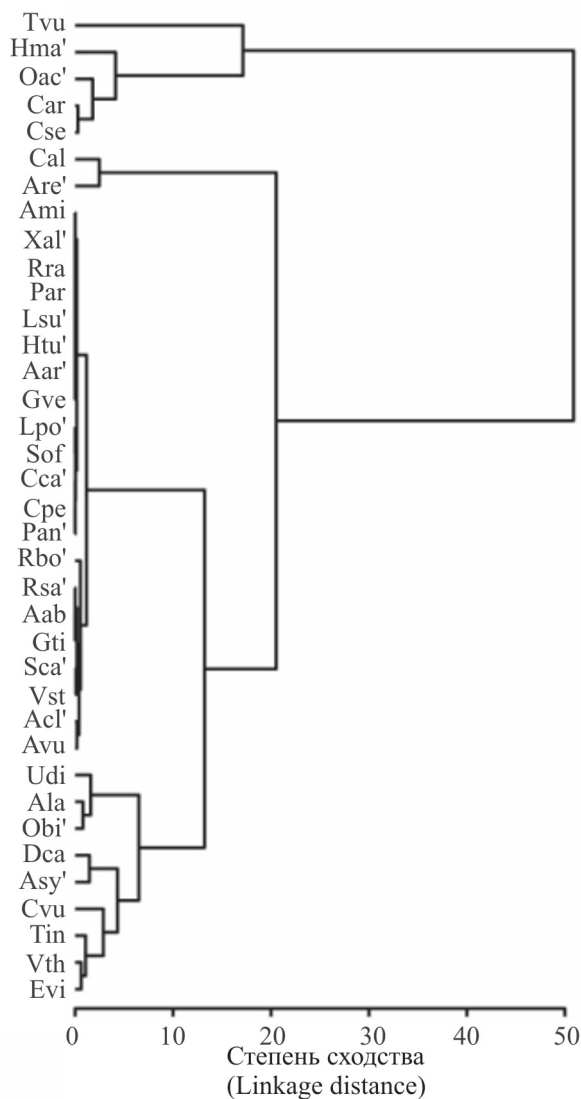 Tvu
Hma'
Oac'
Car
Cse
Cal
Are'
Ami
Xal'
Rra
Par
Lsu'
Htu'
Aar'
Gve
Lpo'
Sof
Cca'
Cpe
Pan'
Rbo'
Rsa'
Aab
Gti
Sca'
Vst
Acl'
Avu
Udi
Ala
Obi'
Dca
Asy'
Cvu
Tin
Vth
Evi
0 10 20 30 40 50
Степень сходства
(Linkage distance)